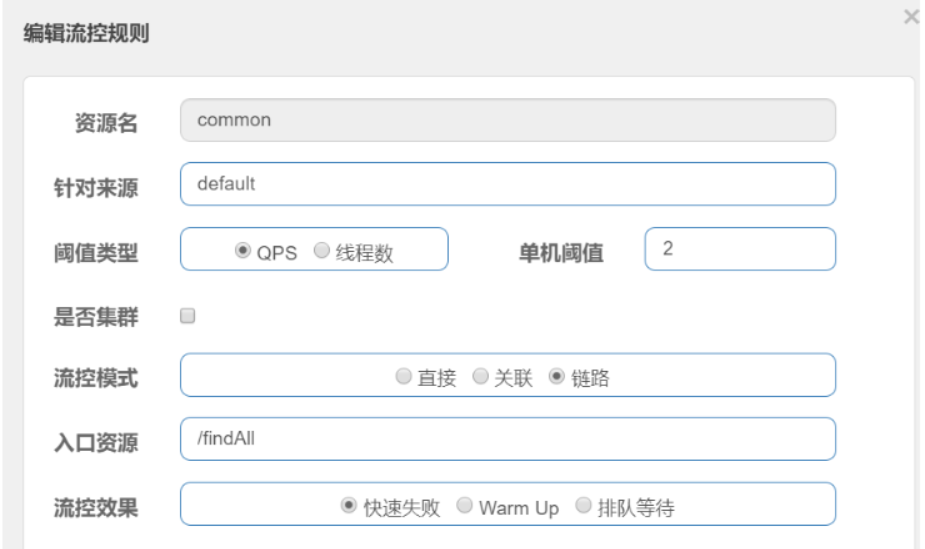 编辑流控规则 ×
资源名 common
针对来源 default
阈值类型 QPS 线程数 单机阈值 2
是否集群
流控模式 直接 关联 链路
入口资源 /findAll
流控效果 快速失败 Warm Up 排队等待